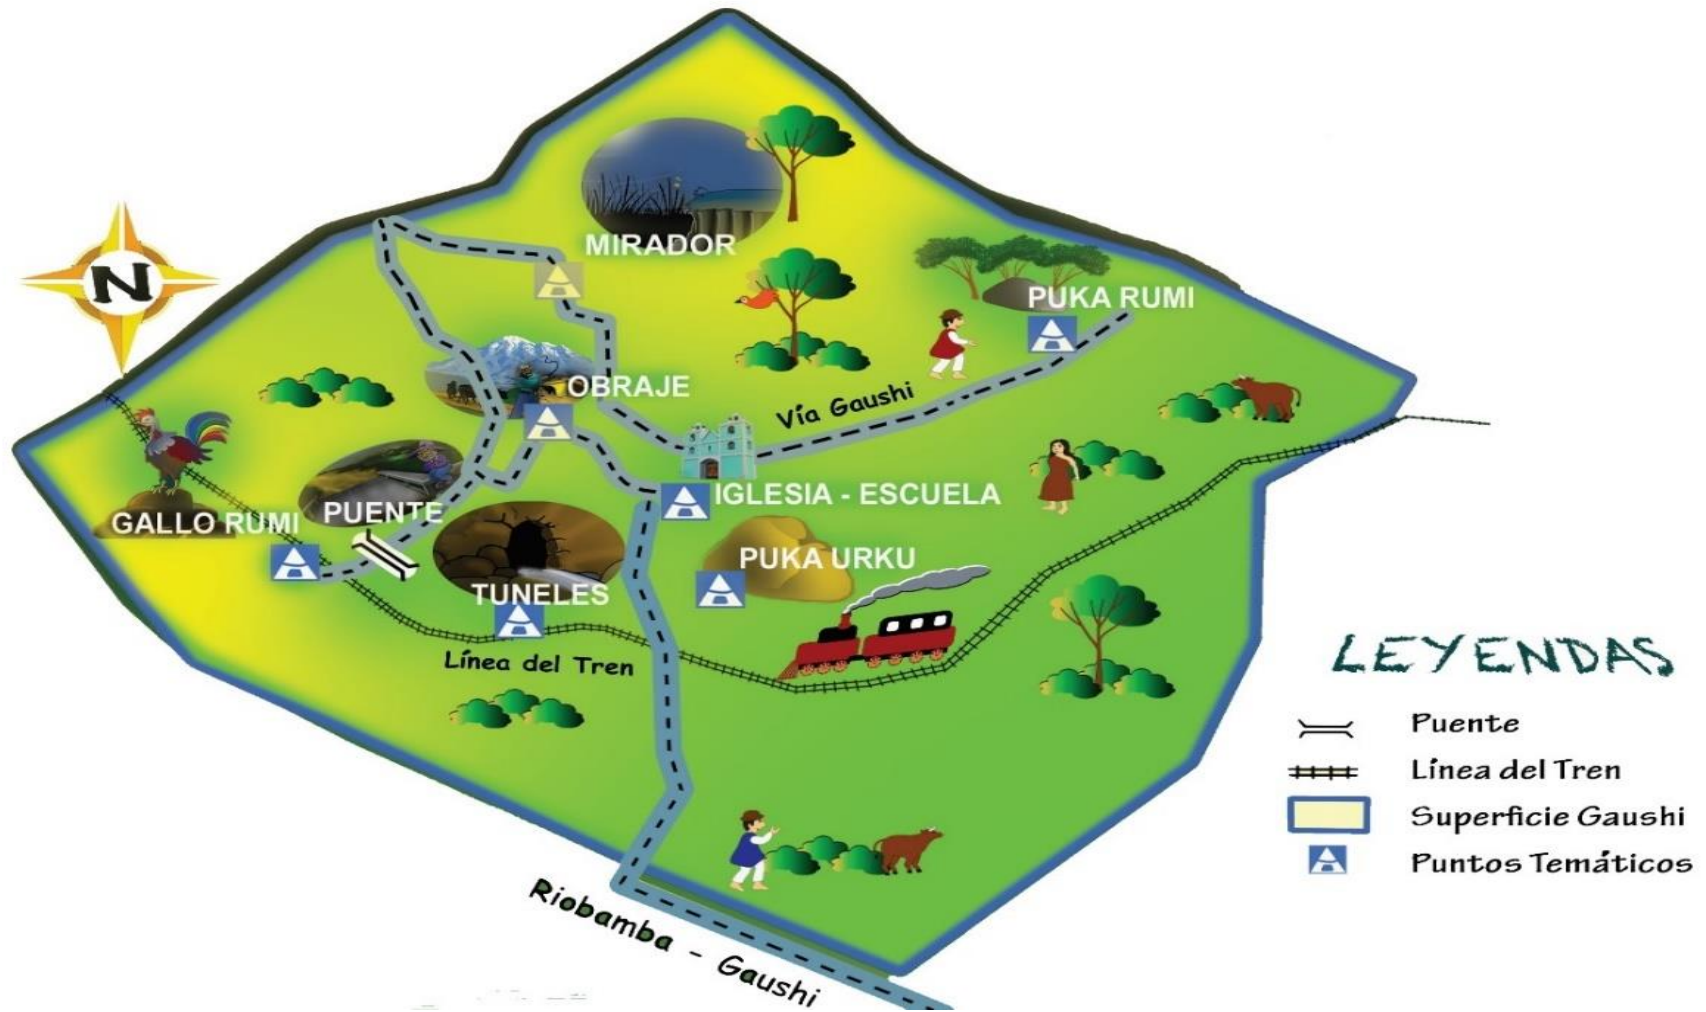 MIRADOR
N
PUKA RUMI
OBRAJE
Vía Gaushi
IGLESIA - ESCUELA
GALLO RUMI
PUENTE
PUKA URKU
TUNELES
Línea del Tren
Riobamba - Gaushi
LEYENDAS
Puente
Línea del Tren
Superficie Gaushi
Puntos Temáticos